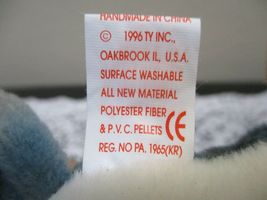 HANDMADE IN CHINA
© 1996 TY INC.,
OAKBROOK IL, U.S.A.
SURFACE WASHABLE
ALL NEW MATERIAL
POLYESTER FIBER
& P.V.C. PELLETS CE
REG. NO PA. 1965(KR)